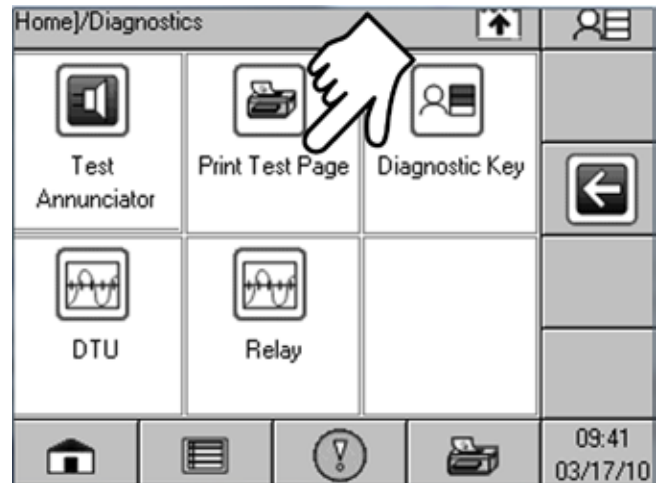 Home]/Diagnostics
Test
Annunciator
Print Test Page
Diagnostic Key
DTU
Relay
09:41
03/17/10